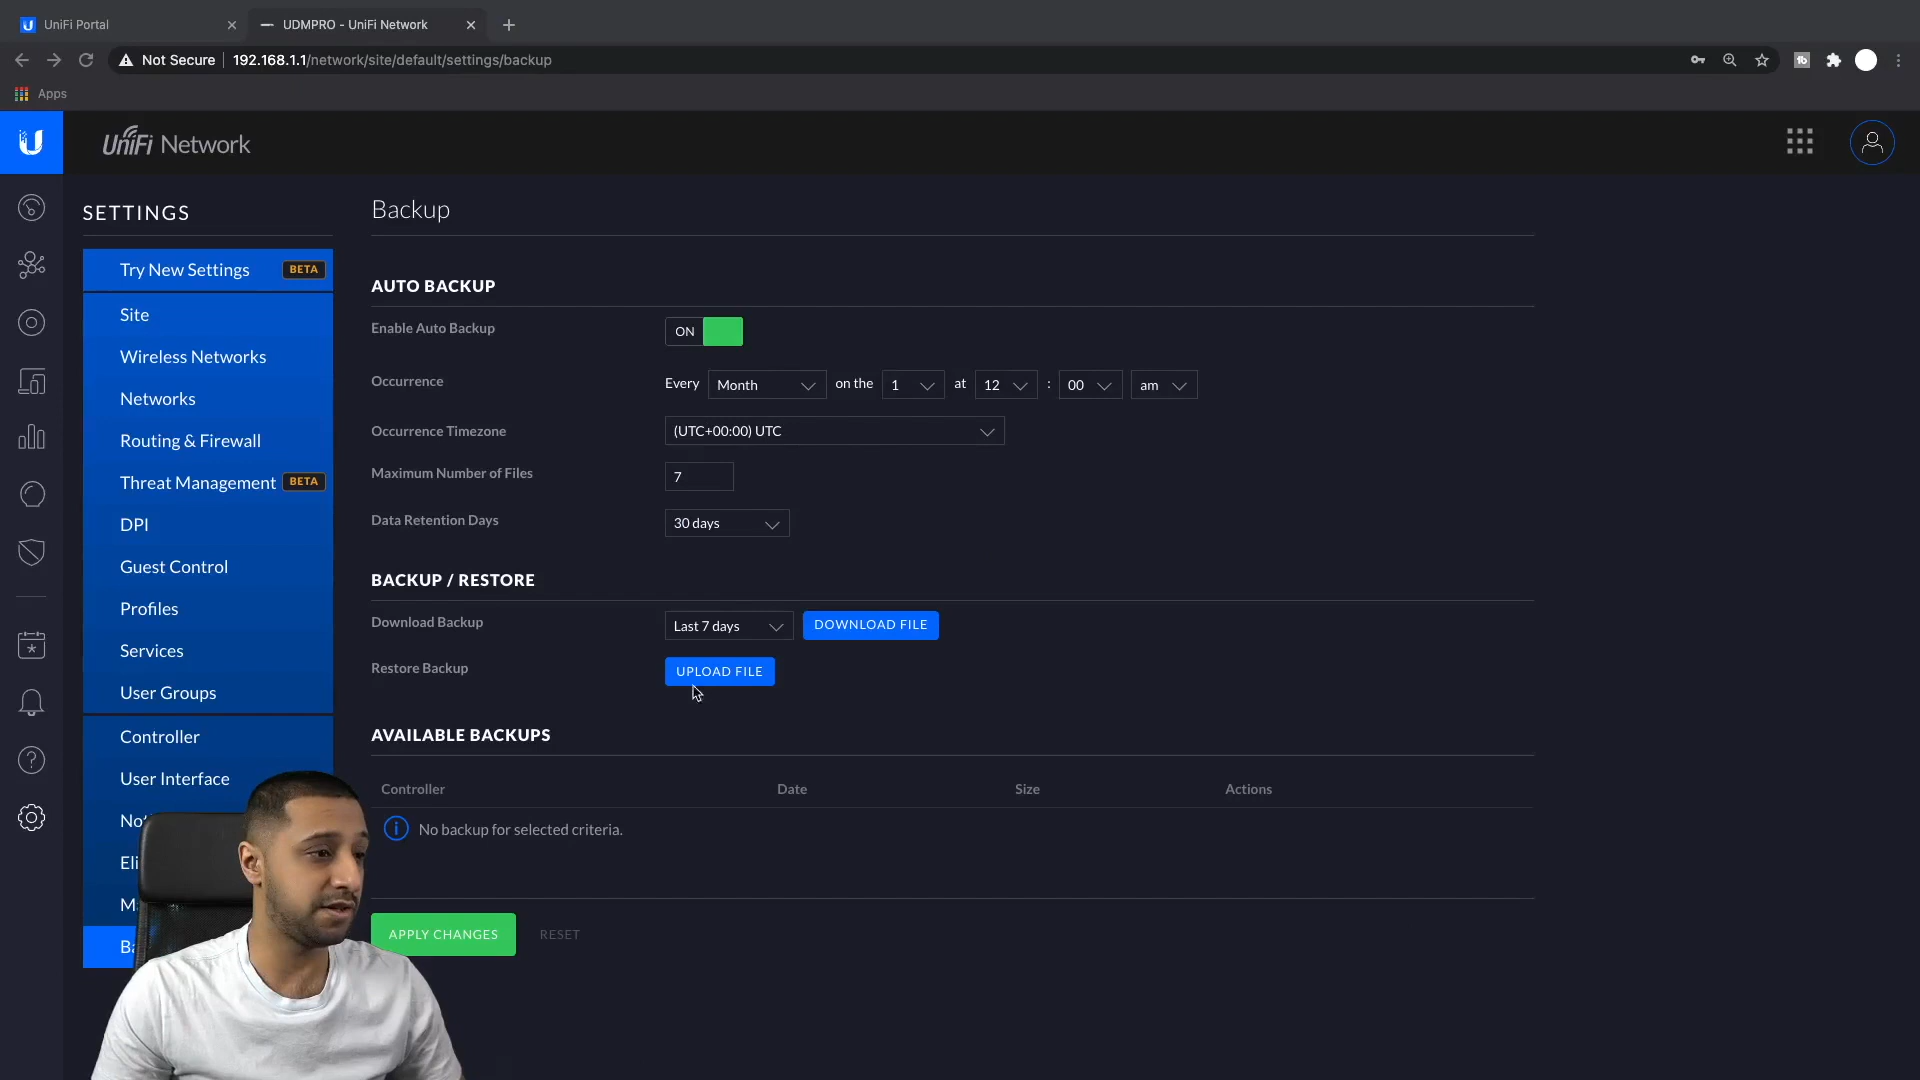 UniFi Portal
UDMPRO - UniFi Network
Not Secure
192.168.1.1/network/site/default/settings/backup
Apps
UniFi Network
SETTINGS
Try New Settings BETA
Site
Wireless Networks
Networks
Routing & Firewall
Threat Management BETA
DPI
Guest Control
Profiles
Services
User Groups
Controller
User Interface
Backup
AUTO BACKUP
Enable Auto Backup ON
Occurrence Every Month on the 1 at 12 : 00 am
Occurrence Timezone (UTC+00:00) UTC
Maximum Number of Files 7
Data Retention Days 30 days
BACKUP / RESTORE
Download Backup Last 7 days DOWNLOAD FILE
Restore Backup UPLOAD FILE
AVAILABLE BACKUPS
Controller Date Size Actions
No backup for selected criteria.
APPLY CHANGES RESET